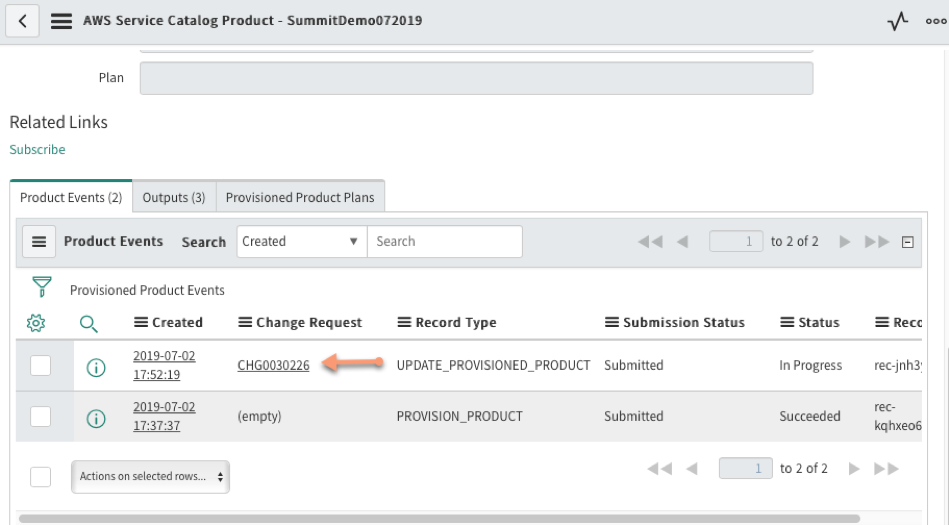 AWS Service Catalog Product - SummitDemo072019
Plan
Related Links
Subscribe
Product Events (2) Outputs (3) Provisioned Product Plans
Product Events Search Created Search 1 to 2 of 2
Provisioned Product Events
Created Change Request Record Type Submission Status Status Reco
2019-07-02
17:52:19 CHG0030226 UPDATE_PROVISIONED_PRODUCT Submitted In Progress rec-jnh3
2019-07-02
17:37:37 (empty) PROVISION_PRODUCT Submitted Succeeded rec-
kqhxeo6
Actions on selected rows... 1 to 2 of 2